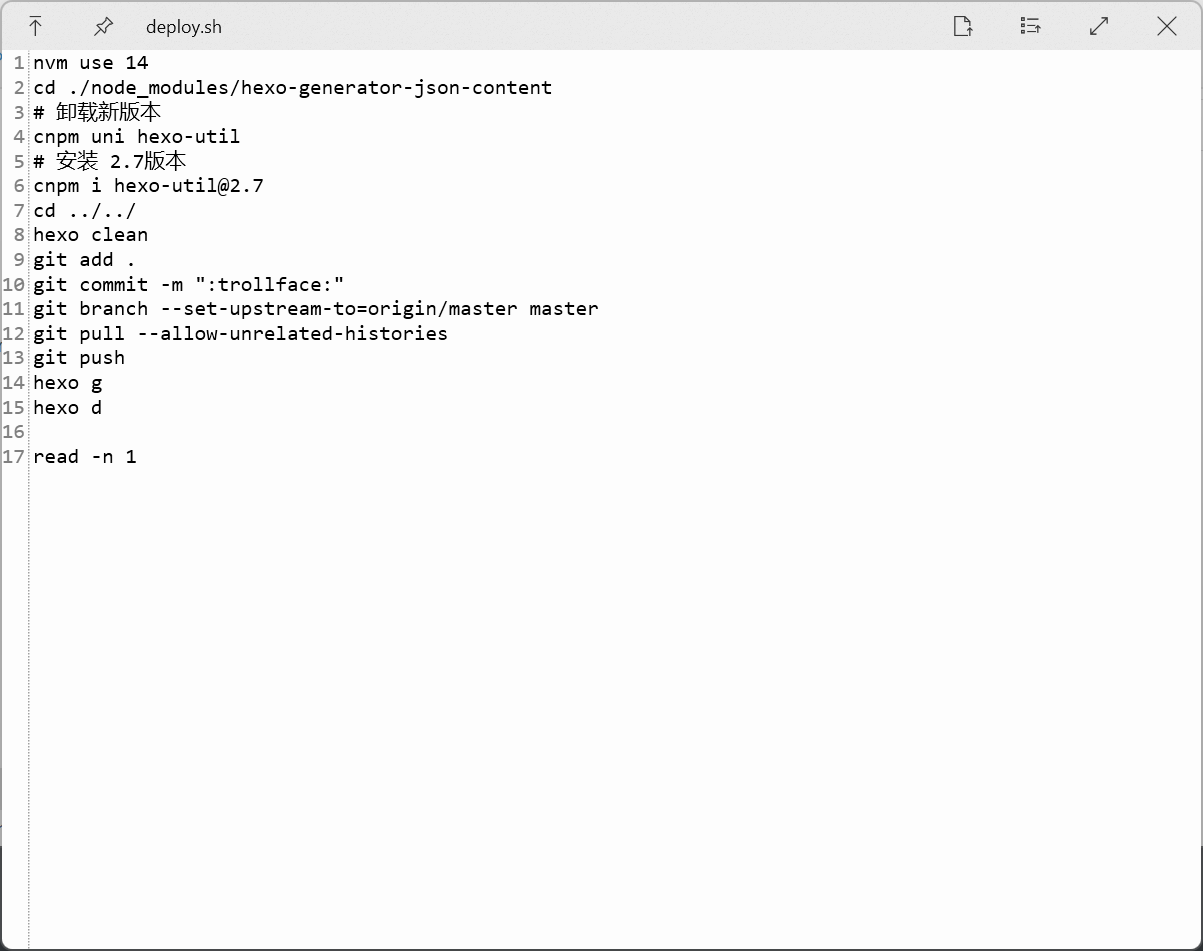 deploy.sh
1 nvm use 14
2 cd ./node_modules/hexo-generator-json-content
3 # 卸载新版本
4 cnpm uni hexo-util
5 # 安装 2.7版本
6 cnpm i hexo-util@2.7
7 cd ../../
8 hexo clean
9 git add .
10 git commit -m ":trollface:"
11 git branch --set-upstream-to=origin/master master
12 git pull --allow-unrelated-histories
13 git push
14 hexo g
15 hexo d
16
17 read -n 1